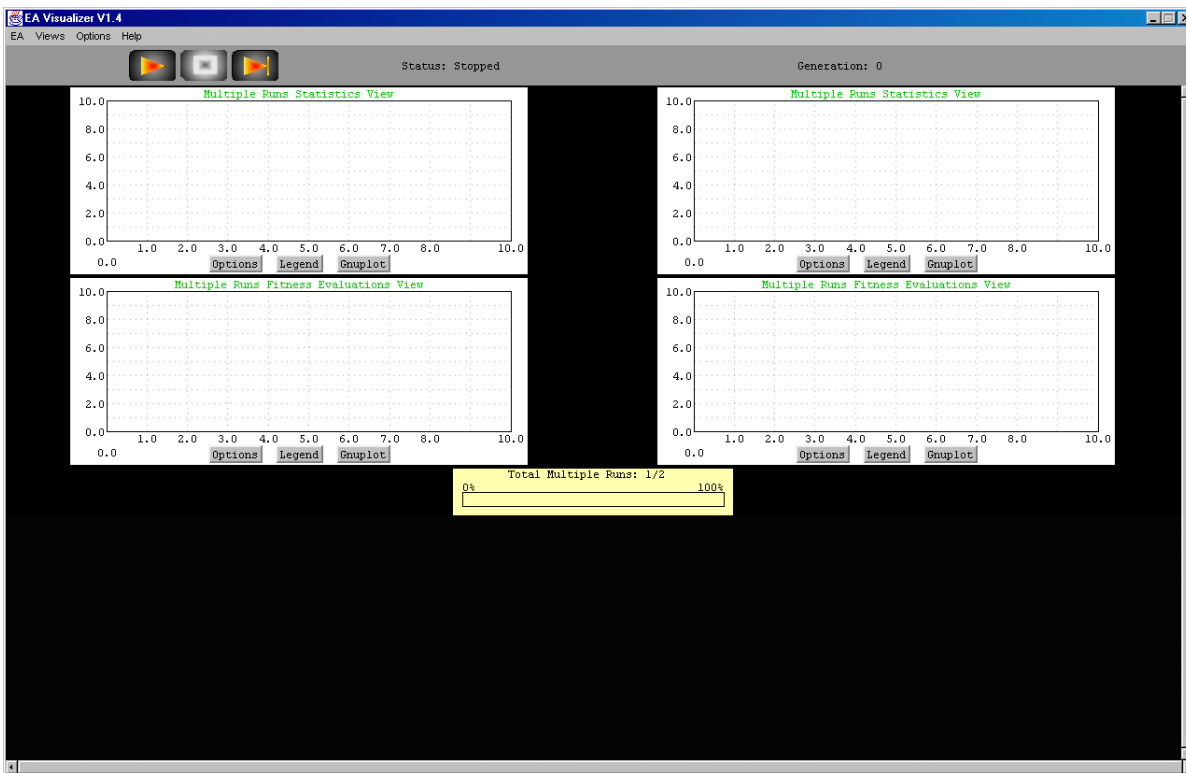 EA Visualizer V1.4
EA Views Options Help
Status: Stopped Generation: 0
Multiple Runs Statistics View
10.0
8.0
6.0
4.0
2.0
0.0
1.0 2.0 3.0 4.0 5.0 6.0 7.0 8.0 10.0
0.0
Options Legend Gnuplot
Multiple Runs Statistics View
10.0
8.0
6.0
4.0
2.0
0.0
1.0 2.0 3.0 4.0 5.0 6.0 7.0 8.0 10.0
0.0
Options Legend Gnuplot
Multiple Runs Fitness Evaluations View
10.0
8.0
6.0
4.0
2.0
0.0
1.0 2.0 3.0 4.0 5.0 6.0 7.0 8.0 10.0
0.0
Options Legend Gnuplot
Multiple Runs Fitness Evaluations View
10.0
8.0
6.0
4.0
2.0
0.0
1.0 2.0 3.0 4.0 5.0 6.0 7.0 8.0 10.0
0.0
Options Legend Gnuplot
Total Multiple Runs: 1/2
0% 100%